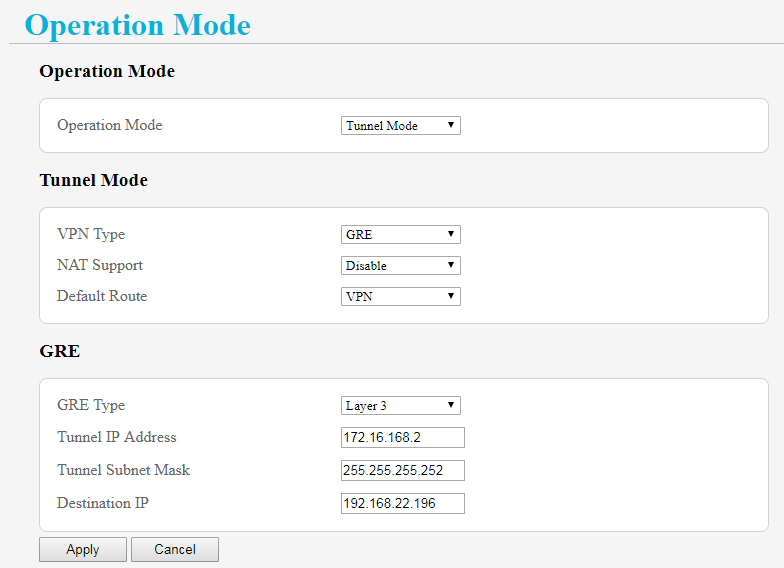 Operation Mode
Operation Mode
Operation Mode Tunnel Mode
Tunnel Mode
VPN Type GRE
NAT Support Disable
Default Route VPN
GRE
GRE Type Layer 3
Tunnel IP Address 172.16.168.2
Tunnel Subnet Mask 255.255.255.252
Destination IP 192.168.22.196
Apply Cancel